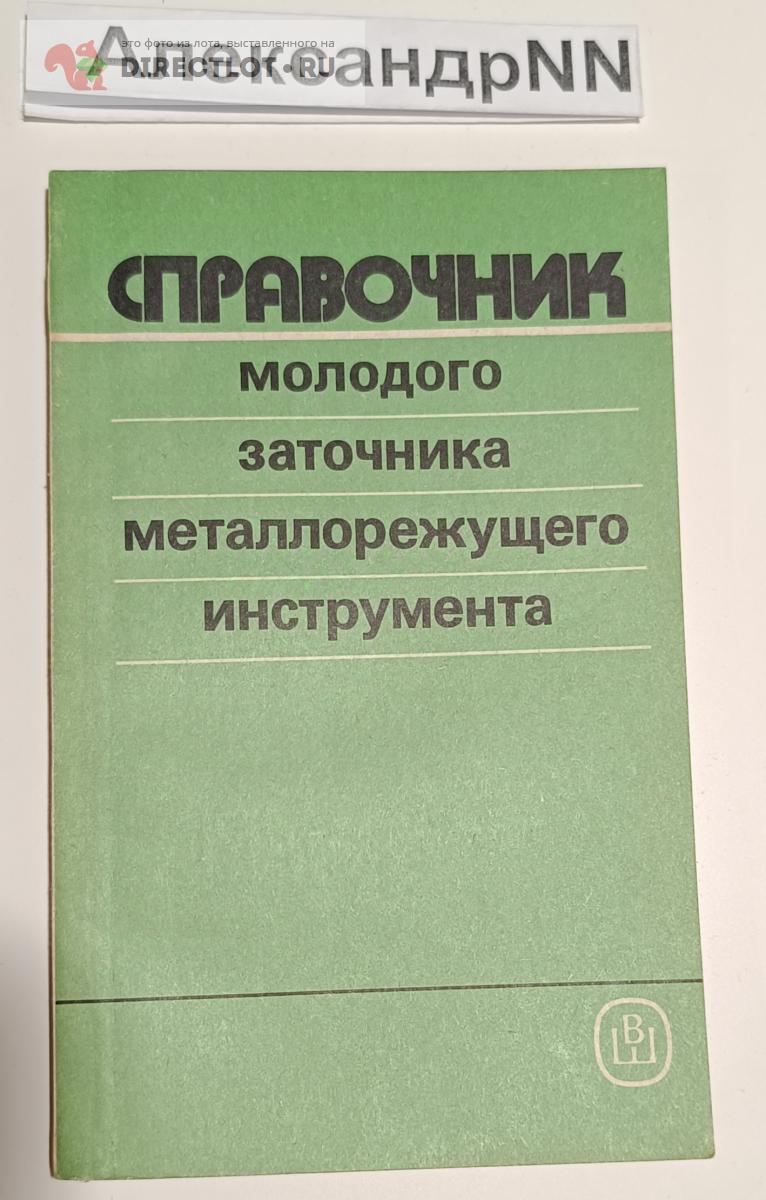 АлександрNN
это фото из лота, выставленного на
DIRECTLOT.RU
СПРАВОЧНИК
молодого
заточника
металлорежущего
инструмента
ВШ